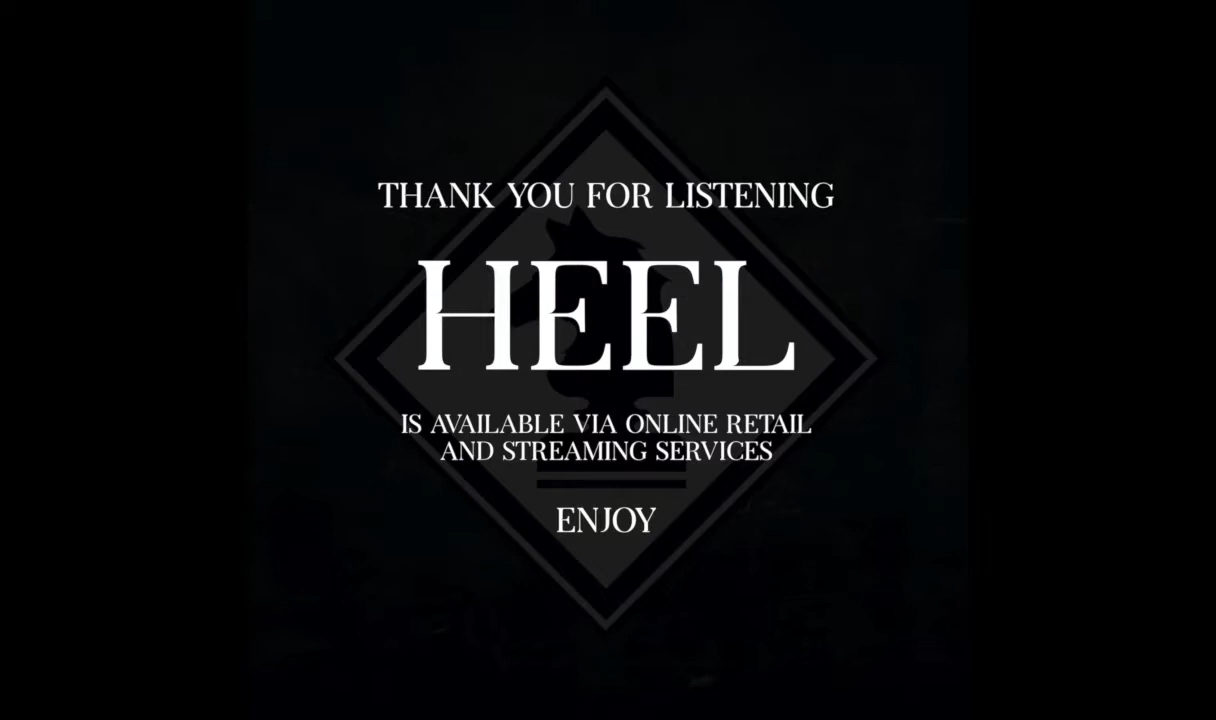 THANK YOU FOR LISTENING
HEEL
IS AVAILABLE VIA ONLINE RETAIL
AND STREAMING SERVICES
ENJOY